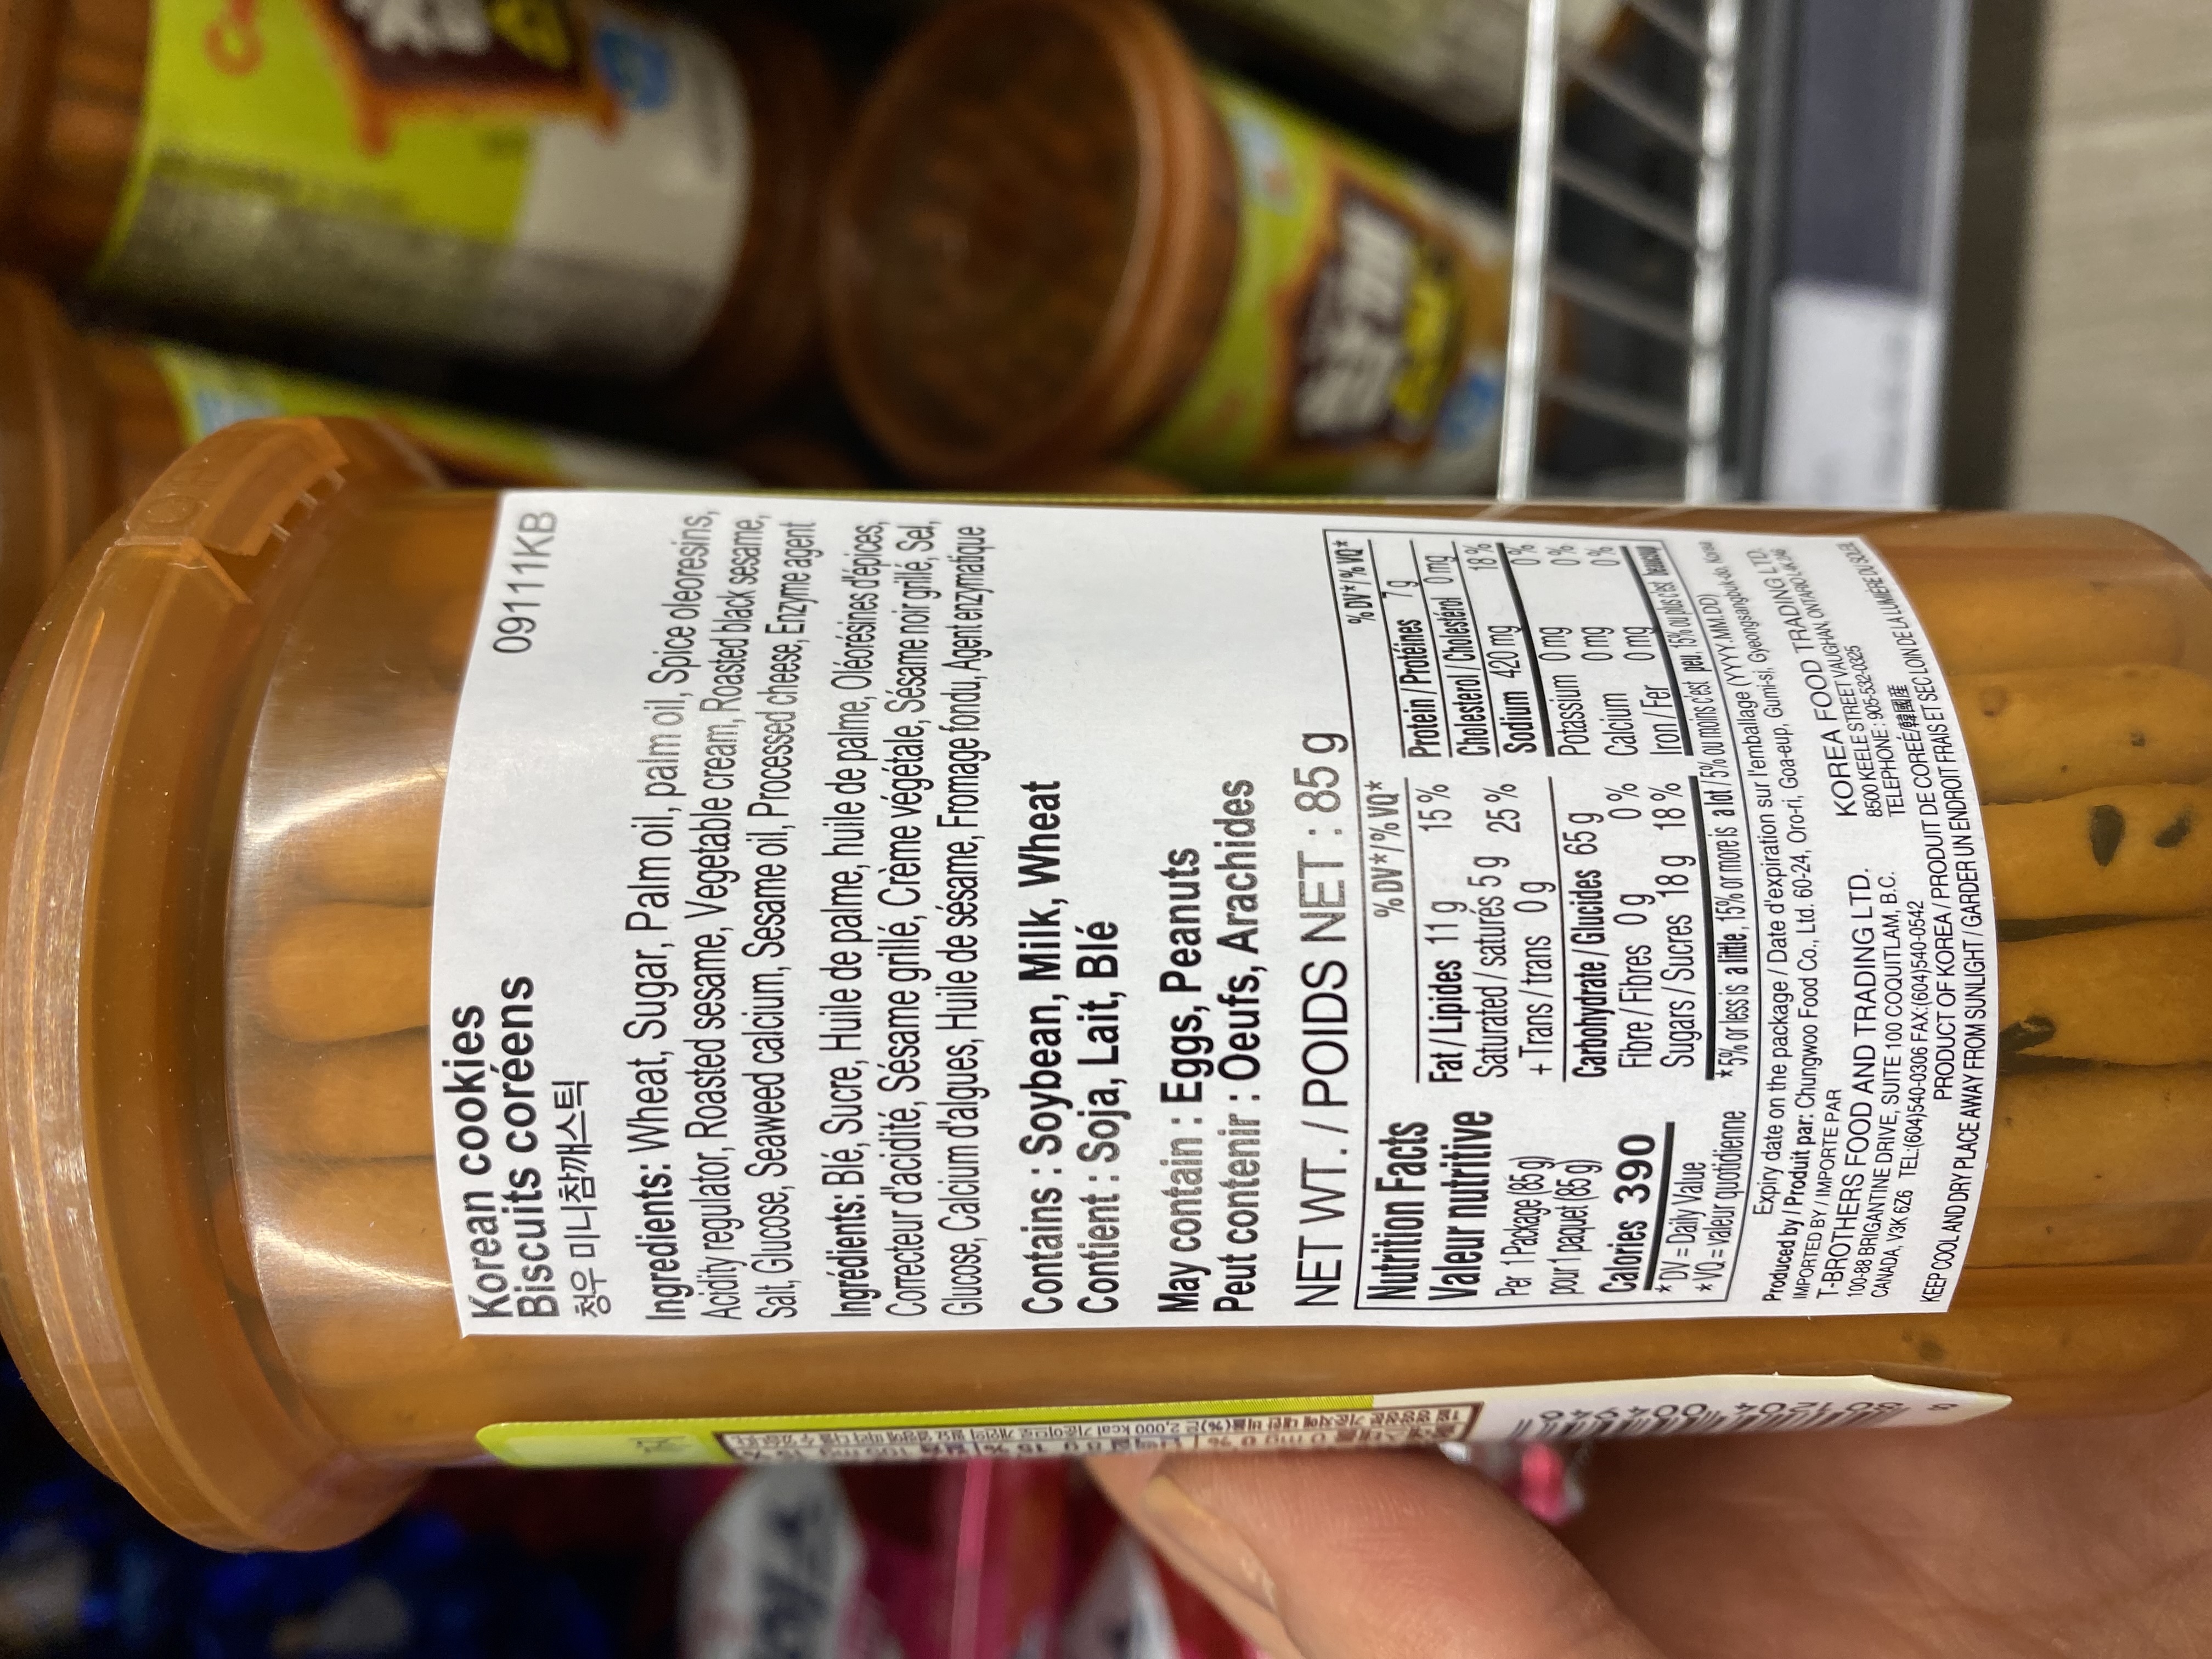 09111KB
Korean cookies
Biscuits coréens
청우 미니참깨스틱
Ingredients: Wheat, Sugar, Palm oil, palm oil, Spice oleoresins,
Acidity regulator, Roasted sesame, Vegetable cream, Roasted black sesame,
Salt, Glucose, Seaweed calcium, Sesame oil, Processed cheese, Enzyme agent
Ingrédients: Blé, Sucre, Huile de palme, huile de palme, Oléorésines d'épices,
Correcteur d'acidité, Sésame grillé, Crème végétale, Sésame noir grillé, Sel,
Glucose, Calcium d'algues, Huile de sésame, Fromage fondu, Agent enzymatique
Contains : Soybean, Milk, Wheat
Contient : Soja, Lait, Blé
May contain : Eggs, Peanuts
Peut contenir : Oeufs, Arachides
NET WT. / POIDS NET : 85 g
Nutrition Facts
Valeur nutritive
Per 1 Package (85 g)
pour 1 paquet (85 g)
Calories 390
* DV = Daily Value
* VQ = valeur quotidienne
% DV* / % VQ*
Fat / Lipides 11 g 15 %
Saturated / saturés 5 g 25 %
+ Trans / trans 0 g
Carbohydrate / Glucides 65 g
Fibre / Fibres 0 g 0 %
Sugars / Sucres 18 g 18 %
% DV* / % VQ*
Protein / Protéines 7 g
Cholesterol / Cholestérol 0 mg
Sodium 420 mg 18 %
Potassium 0 mg 0 %
Calcium 0 mg 0 %
Iron / Fer 0 mg 0 %
*5% or less is a little, 15% or more is a lot / 5% ou moins c'est peu, 15% ou plus c'est beaucoup
Expiry date on the package / Date d'expiration sur l'emballage (YYYY.MM.DD)
Produced by / Produit par: Chungwoo Food Co., Ltd. 60-24, Oro-ri, Goa-eup, Gumi-si, Gyeongsangbuk-do, Korea
IMPORTED BY / IMPORTE PAR
T-BROTHERS FOOD AND TRADING LTD.
100-88 BRIGANTINE DRIVE, SUITE 100 COQUITLAM, B.C.
CANADA, V3K 6Z6 TEL:(604)540-0306 FAX:(604)540-0542
KOREA FOOD TRADING LTD.
8500 KEELE STREET VAUGHAN, ONTARIO L4K 2A6
TELEPHONE : 905-532-0325
PRODUCT OF KOREA / PRODUIT DE CORÉE/韓國産
KEEP COOL AND DRY PLACE AWAY FROM SUNLIGHT / GARDER UN ENDROIT FRAIS ET SEC LOIN DE LA LUMIERE DU SOLEIL